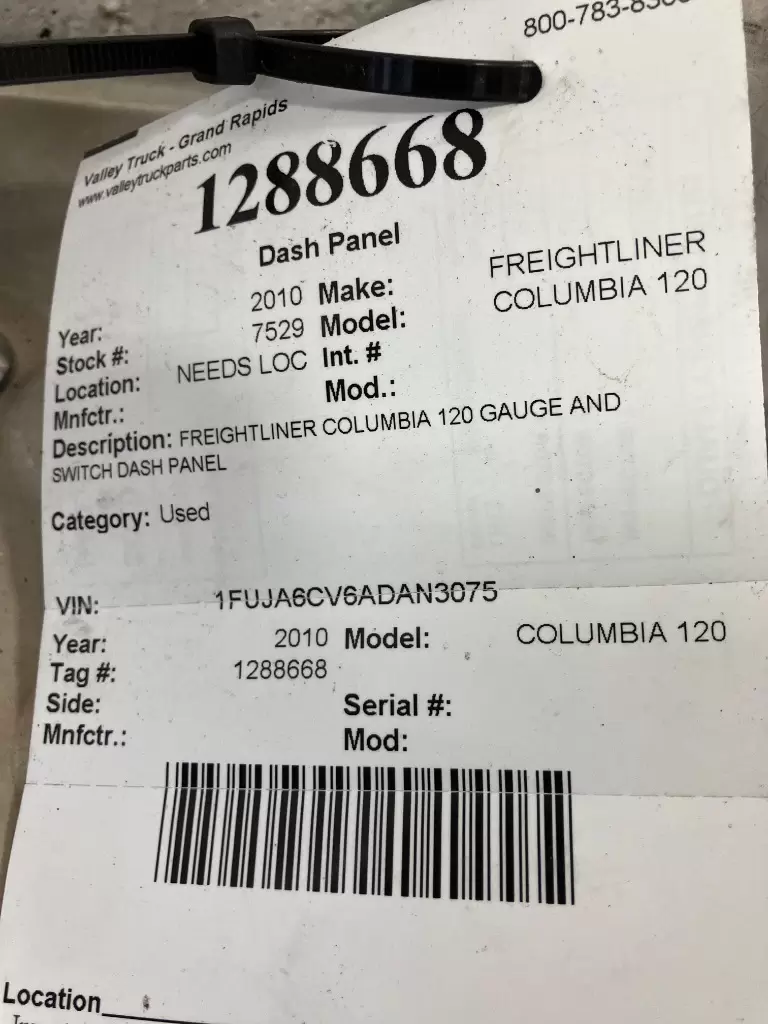 800-783-83
Valley Truck - Grand Rapids
www.valleytruckparts.com
1288668
Dash Panel
Year: 2010 Make: FREIGHTLINER
Stock #: 7529 Model: COLUMBIA 120
Location: NEEDS LOC Int. #
Mnfctr.: Mod.:
Description: FREIGHTLINER COLUMBIA 120 GAUGE AND
SWITCH DASH PANEL
Category: Used
VIN: 1FUJA6CV6ADAN3075
Year: 2010 Model: COLUMBIA 120
Tag #: 1288668
Side: Serial #:
Mnfctr.: Mod:
Location